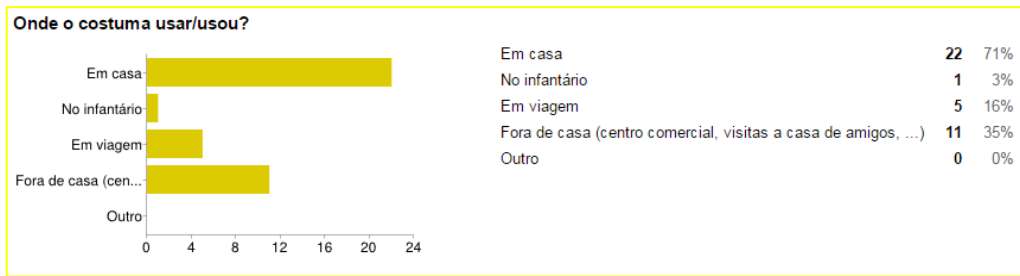 Onde o costuma usar/usou?
Em casa
No infantário
Em viagem
Fora de casa (cen...
Outro
0 4 8 12 16 20 24
Em casa 22 71%
No infantário 1 3%
Em viagem 5 16%
Fora de casa (centro comercial, visitas a casa de amigos, ...) 11 35%
Outro 0 0%